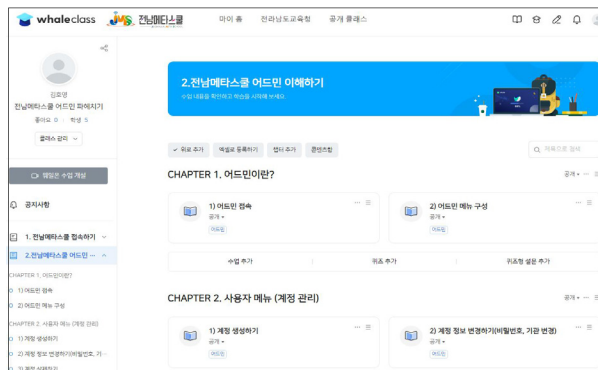 whaleclass
JMS 전남메타스쿨
마이 홈
전라남도교육청
공개 클래스
김호영
전남메타스쿨 어드민 파헤치기
좋아요 0
학생 5
클래스 관리
웨일온 수업 개설
공지사항
1. 전남메타스쿨 접속하기
2.전남메타스쿨 어드민 ···
CHAPTER 1. 어드민이란?
1) 어드민 접속
2) 어드민 메뉴 구성
CHAPTER 2. 사용자 메뉴 (계정 관리)
1) 계정 생성하기
2) 계정 정보 변경하기(비밀번호, 기···
3) 계정 삭제하기
2.전남메타스쿨 어드민 이해하기
수업 내용을 확인하고 학습을 시작해 보세요.
위로 추가
엑셀로 등록하기
챕터 추가
콘텐츠함
제목으로 검색
CHAPTER 1. 어드민이란?
공개
1) 어드민 접속
공개
어드민
2) 어드민 메뉴 구성
공개
어드민
수업 추가
퀴즈 추가
퀴즈형 설문 추가
CHAPTER 2. 사용자 메뉴 (계정 관리)
공개
1) 계정 생성하기
공개
어드민
2) 계정 정보 변경하기(비밀번호, 기관 변경)
공개
어드민